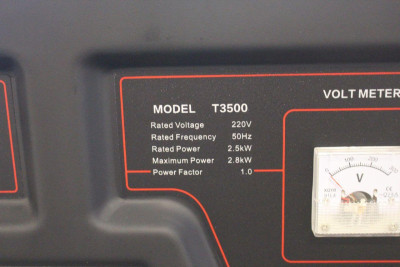 MODEL T3500
VOLT METER
Rated Voltage 220V
Rated Frequency 50Hz
Rated Power 2.5kW
Maximum Power 2.8kW
Power Factor 1.0
V